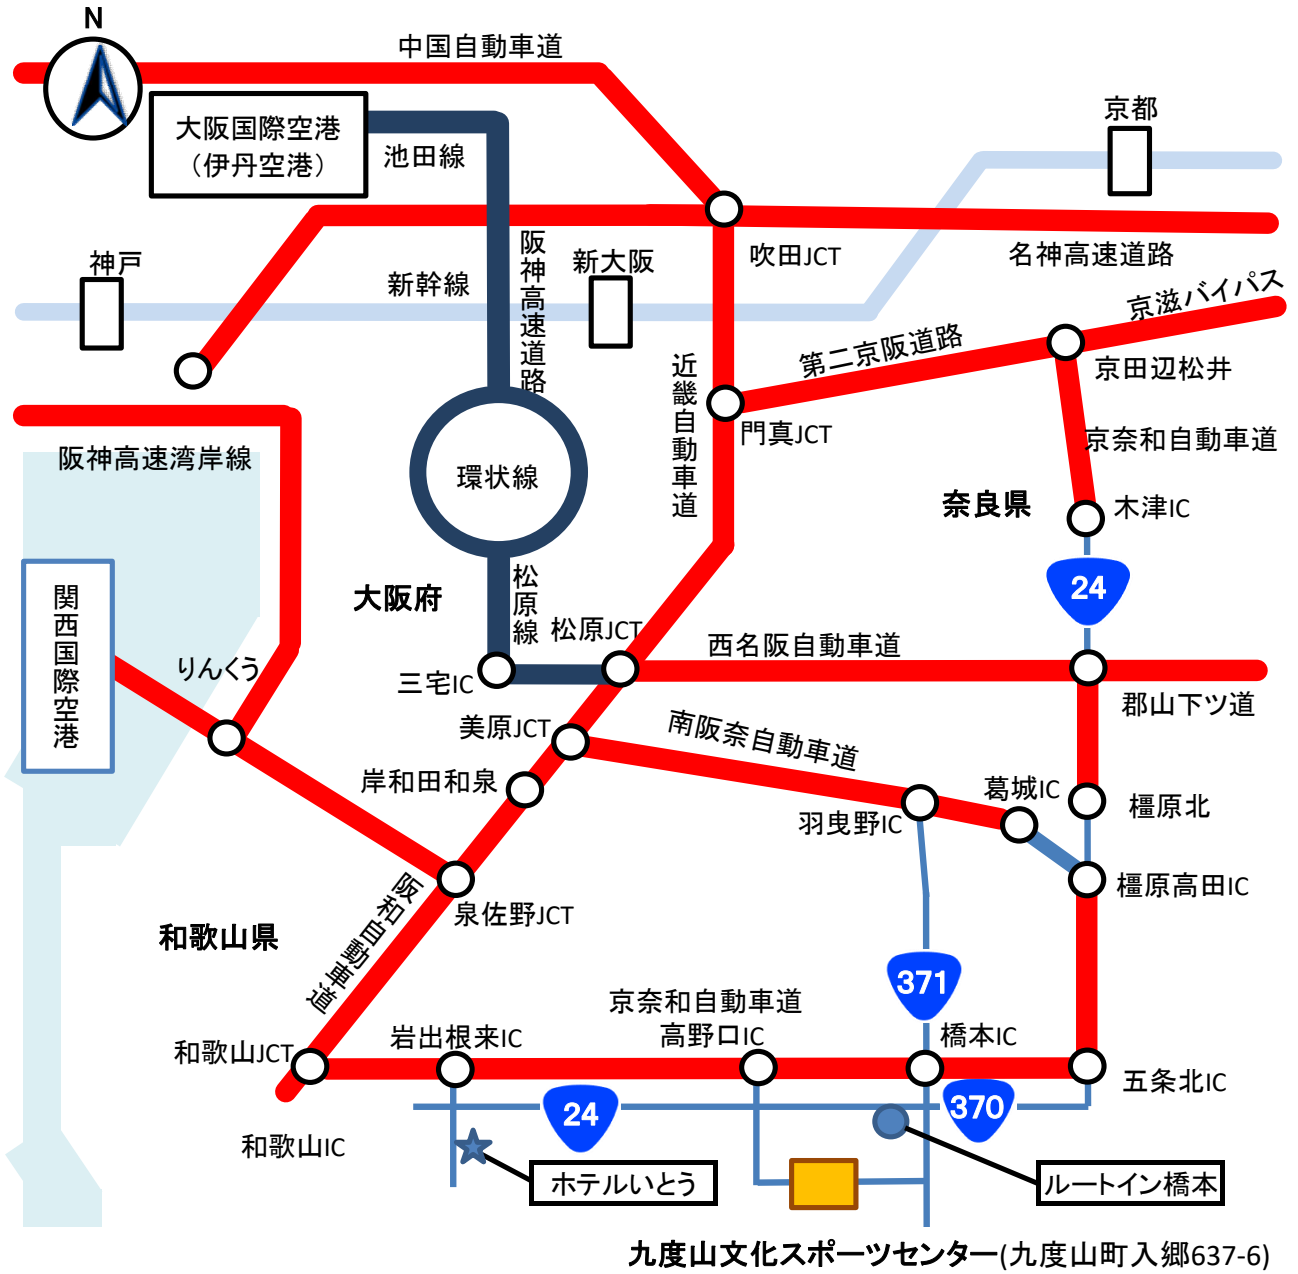 N
中国自動車道
大阪国際空港
（伊丹空港）
池田線
京都
阪神高速道路
吹田JCT
名神高速道路
神戸
新幹線
新大阪
京滋バイパス
第二京阪道路
京田辺松井
近畿自動車道
門真JCT
京奈和自動車道
阪神高速湾岸線
環状線
奈良県
木津IC
24
関西国際空港
大阪府
松原線
松原JCT
西名阪自動車道
りんくう
三宅IC
郡山下ツ道
美原JCT
南阪奈自動車道
岸和田和泉
葛城IC
羽曳野IC
橿原北
橿原高田IC
阪和自動車道
泉佐野JCT
和歌山県
371
京奈和自動車道
高野口IC
橋本IC
岩出根来IC
和歌山JCT
五条北IC
24
370
和歌山IC
ホテルいとう
ルートイン橋本
九度山文化スポーツセンター(九度山町入郷637-6)